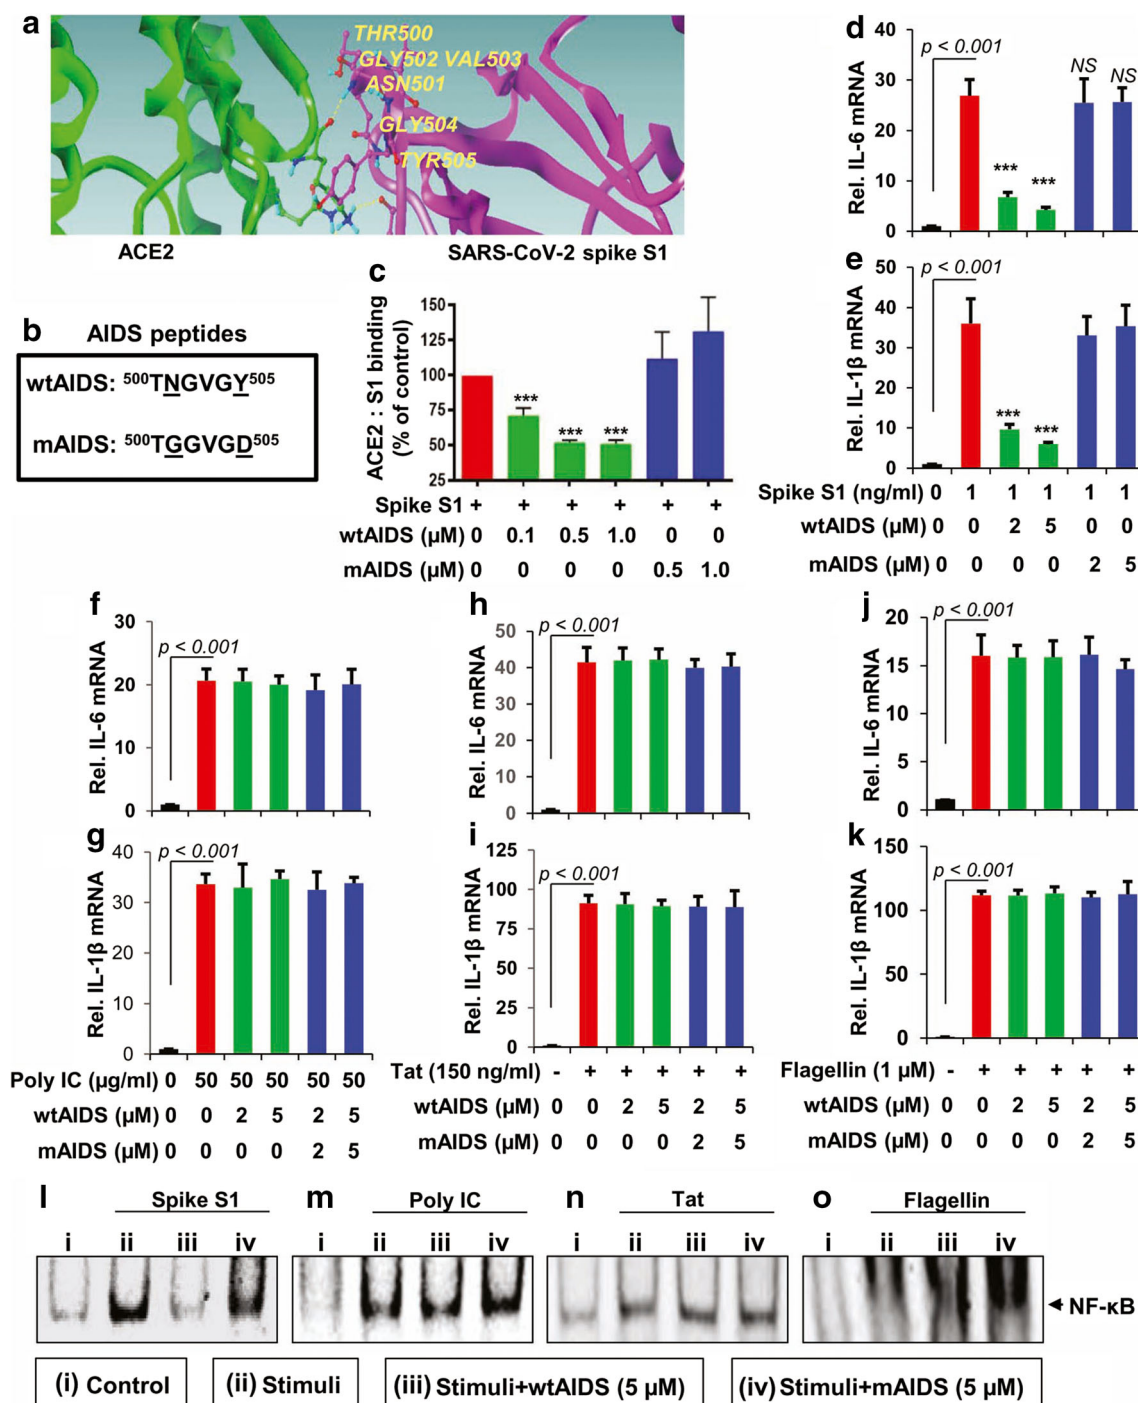 a
THR500
GLY502 VAL503
ASN501
GLY504
TYR505
ACE2
SARS-CoV-2 spike S1
b
AIDS peptides
wtAIDS: 500TNGVGY505
mAIDS: 500TGGVGD505
c
ACE2 : S1 binding
(% of control)
150
125
100
75
50
25
***
***
***
Spike S1 + + + + + +
wtAIDS (µM) 0 0.1 0.5 1.0 0 0
mAIDS (µM) 0 0 0 0 0.5 1.0
d
Rel. IL-6 mRNA
40
30
20
10
0
p < 0.001
***
***
NS
NS
e
Rel. IL-1β mRNA
50
40
30
20
10
0
p < 0.001
***
***
Spike S1 (ng/ml) 0 1 1 1 1 1
wtAIDS (µM) 0 0 2 5 0 0
mAIDS (µM) 0 0 0 0 2 5
f
Rel. IL-6 mRNA
30
20
10
0
p < 0.001
g
Rel. IL-1β mRNA
40
30
20
10
0
p < 0.001
Poly IC (µg/ml) 0 50 50 50 50 50
wtAIDS (µM) 0 0 2 5 2 5
mAIDS (µM) 0 0 0 0 2 5
h
Rel. IL-6 mRNA
50
40
30
20
10
0
p < 0.001
i
Rel. IL-1β mRNA
125
100
75
50
25
0
p < 0.001
Tat (150 ng/ml) - + + + + +
wtAIDS (µM) 0 0 2 5 2 5
mAIDS (µM) 0 0 0 0 2 5
j
Rel. IL-6 mRNA
20
15
10
5
0
p < 0.001
k
Rel. IL-1β mRNA
150
100
50
0
p < 0.001
Flagellin (1 µM) - + + + + +
wtAIDS (µM) 0 0 2 5 2 5
mAIDS (µM) 0 0 0 0 2 5
l
Spike S1
i ii iii iv
m
Poly IC
i ii iii iv
n
Tat
i ii iii iv
o
Flagellin
i ii iii iv
NF-κB
(i) Control
(ii) Stimuli
(iii) Stimuli+wtAIDS (5 µM)
(iv) Stimuli+mAIDS (5 µM)